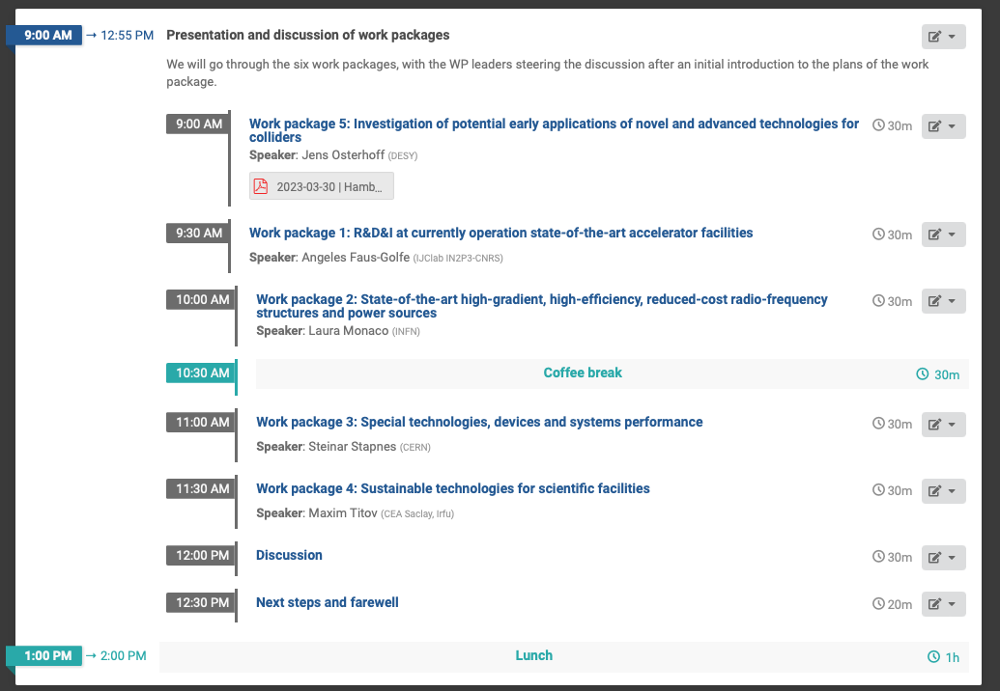 9:00 AM → 12:55 PM Presentation and discussion of work packages
We will go through the six work packages, with the WP leaders steering the discussion after an initial introduction to the plans of the work
package.
9:00 AM Work package 5: Investigation of potential early applications of novel and advanced technologies for 30m
colliders
Speaker: Jens Osterhoff (DESY)
2023-03-30 | Hamb...
9:30 AM Work package 1: R&D&I at currently operation state-of-the-art accelerator facilities 30m
Speaker: Angeles Faus-Golfe (IJClab IN2P3-CNRS)
10:00 AM Work package 2: State-of-the-art high-gradient, high-efficiency, reduced-cost radio-frequency 30m
structures and power sources
Speaker: Laura Monaco (INFN)
10:30 AM Coffee break 30m
11:00 AM Work package 3: Special technologies, devices and systems performance 30m
Speaker: Steinar Stapnes (CERN)
11:30 AM Work package 4: Sustainable technologies for scientific facilities 30m
Speaker: Maxim Titov (CEA Saclay, Irfu)
12:00 PM Discussion 30m
12:30 PM Next steps and farewell 20m
1:00 PM → 2:00 PM Lunch 1h